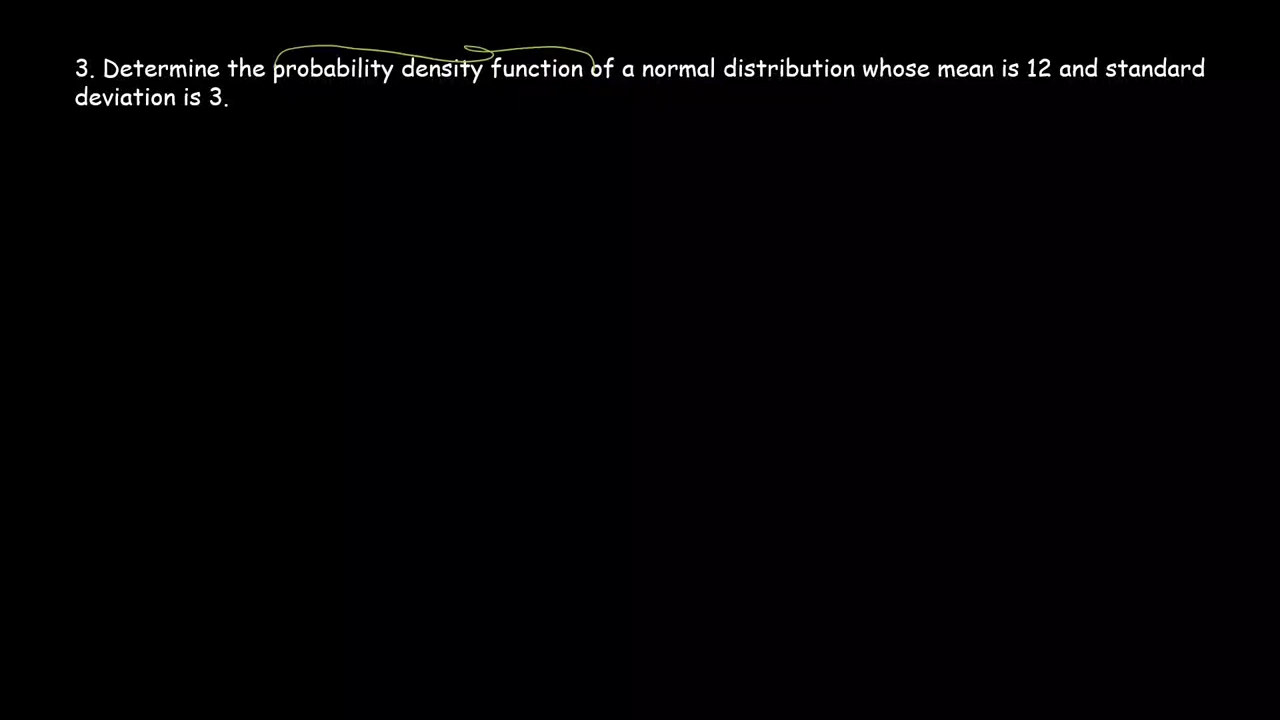 3. Determine the probability density function of a normal distribution whose mean is 12 and standard
deviation is 3.